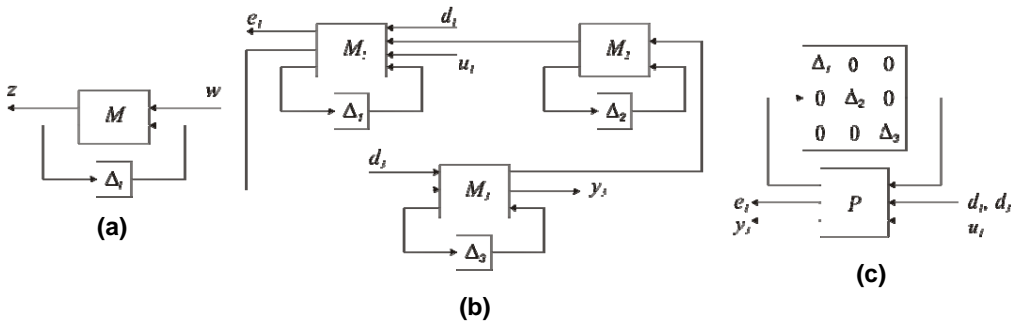 z
M
w
Δ₁
(a)
e₁
M₁
d₁
u₁
Δ₁
M₂
Δ₂
d₃
M₃
y₃
Δ₃
(b)
Δ₁ 0 0
0 Δ₂ 0
0 0 Δ₃
P
e₁
y₃
d₁, d₃
u₁
(c)